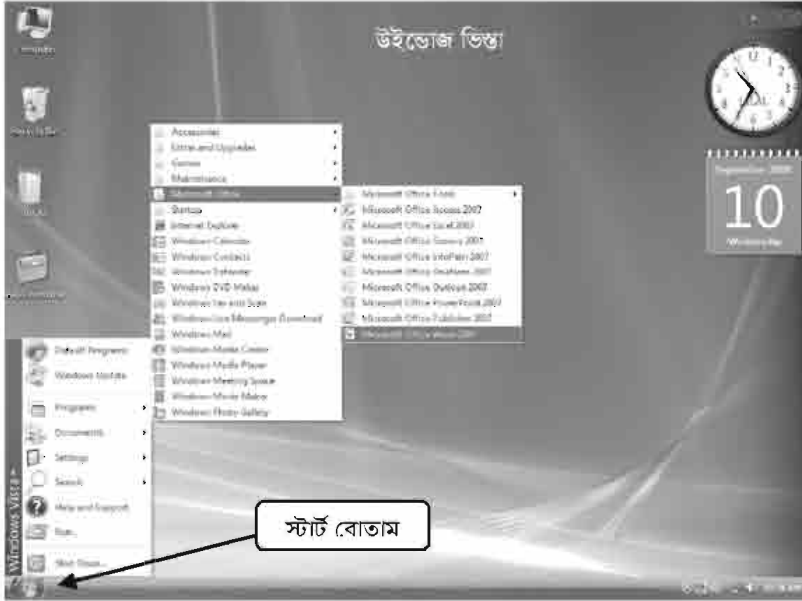 উইন্ডোজ ভিস্তা
Accessories
Extras and Upgrades
Games
Maintenance
Microsoft Office
Startup
Internet Explorer
Windows Calendar
Windows Contacts
Windows Defender
Windows DVD Maker
Windows Fax and Scan
Windows Live Messenger Download
Windows Mail
Windows Media Center
Windows Media Player
Windows Meeting Space
Windows Movie Maker
Windows Photo Gallery
Microsoft Office Tools
Microsoft Office Access 2007
Microsoft Office Excel 2007
Microsoft Office Groove 2007
Microsoft Office InfoPath 2007
Microsoft Office OneNote 2007
Microsoft Office Outlook 2007
Microsoft Office PowerPoint 2007
Microsoft Office Publisher 2007
Microsoft Office Word 2007
10
Wednesday
Default Programs
Windows Update
Programs
Documents
Settings
Search
Help and Support
Run...
Shut Down...
Windows Vista
স্টার্ট বোতাম